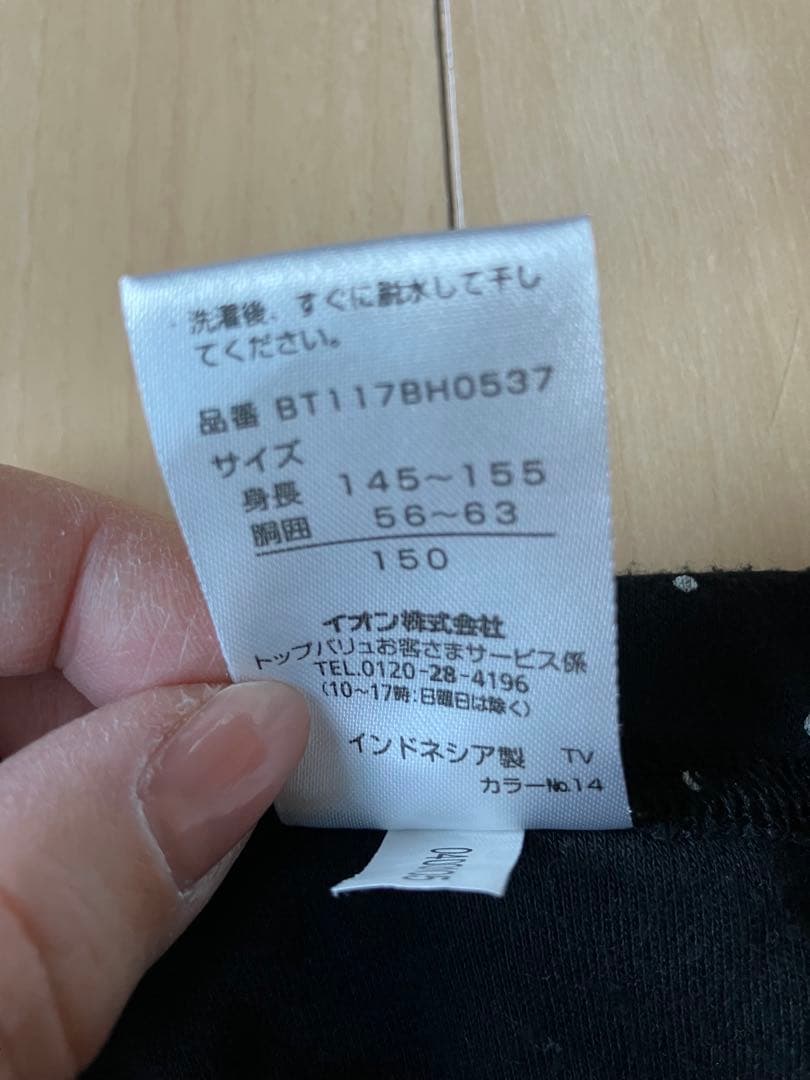 洗濯後、すぐに脱水して干し
てください。
品番 BT117BH0537
サイズ
身長 145～155
胴囲 56～63
150
イオン株式会社
トップバリュお客さまサービス係
TEL.0120-28-4196
(10～17時:日曜日は除く)
インドネシア製 TV
カラーNo.14